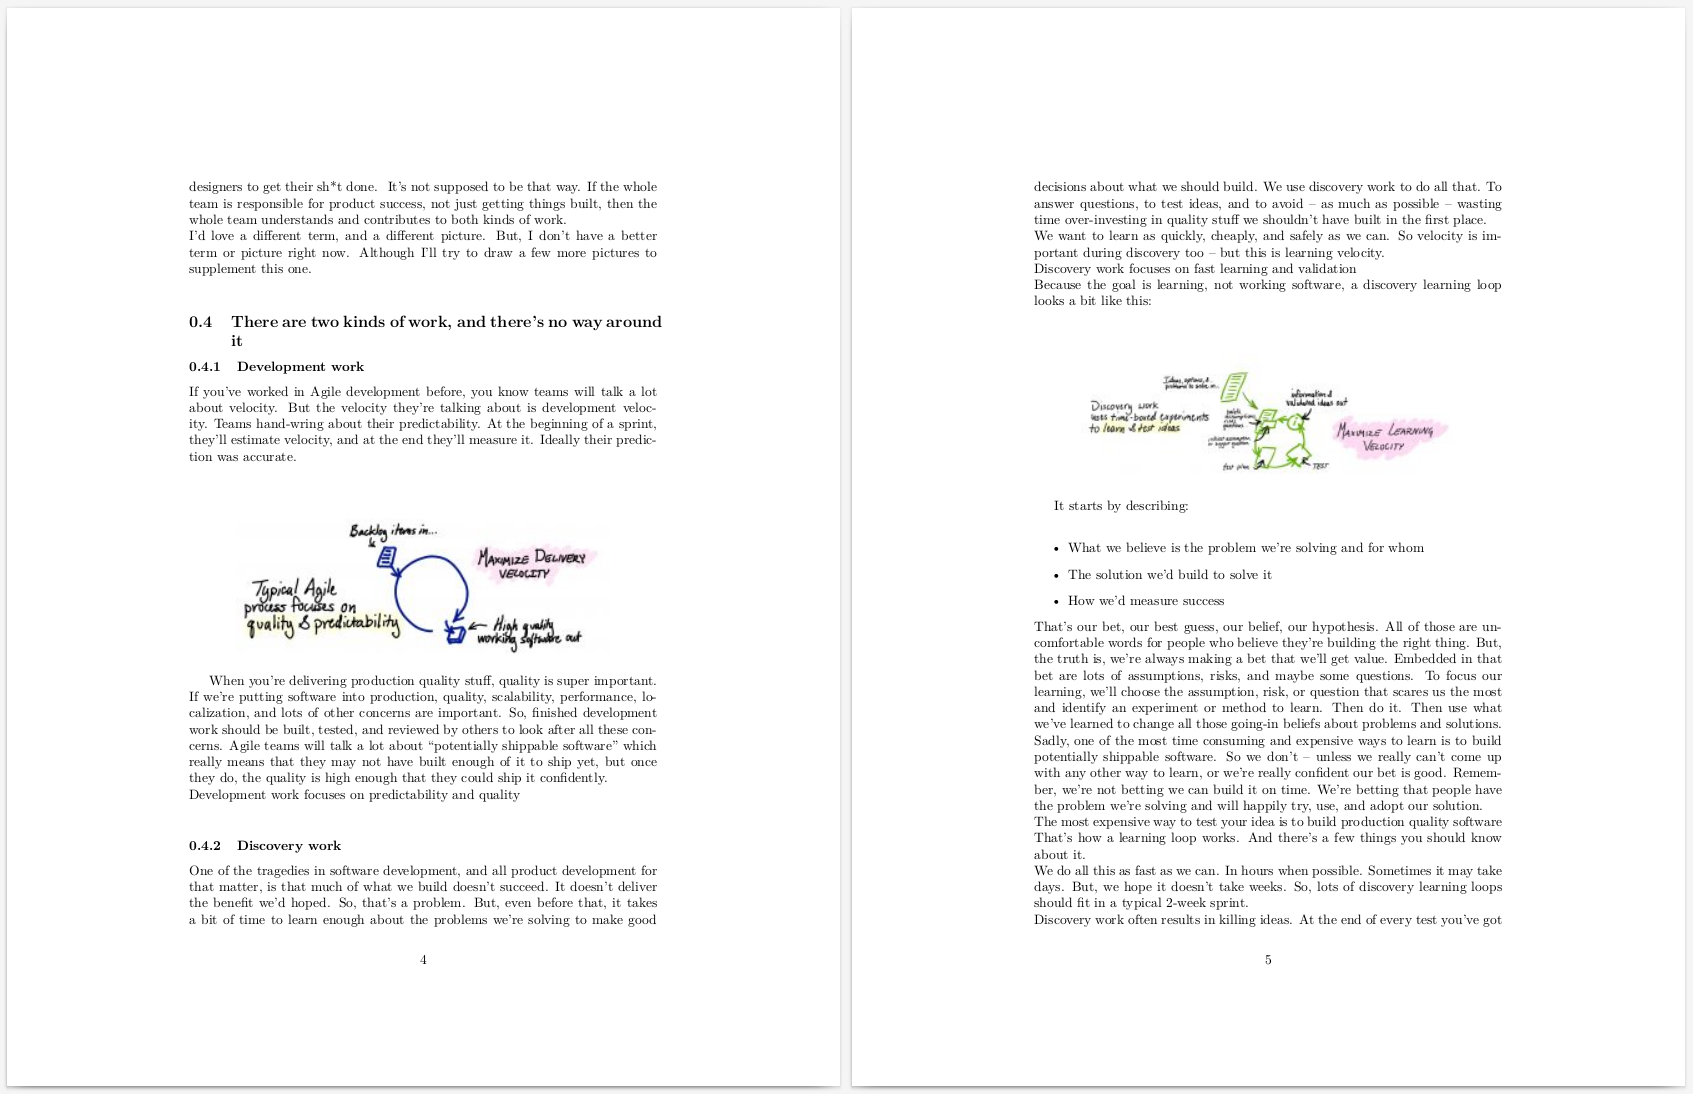 designers to get their sh*t done. It's not supposed to be that way. If the whole
team is responsible for product success, not just getting things built, then the
whole team understands and contributes to both kinds of work.
I'd love a different term, and a different picture. But, I don't have a better
term or picture right now. Although I'll try to draw a few more pictures to
supplement this one.
0.4 There are two kinds of work, and there's no way around
it
0.4.1 Development work
If you've worked in Agile development before, you know teams will talk a lot
about velocity. But the velocity they're talking about is development veloc-
ity. Teams hand-wring about their predictability. At the beginning of a sprint,
they'll estimate velocity, and at the end they'll measure it. Ideally their predic-
tion was accurate.
Backlog items in...
MAXIMIZE DELIVERY
VELOCITY
Typical Agile
process focuses on
quality & predictability
High quality
working software out
When you're delivering production quality stuff, quality is super important.
If we're putting software into production, quality, scalability, performance, lo-
calization, and lots of other concerns are important. So, finished development
work should be built, tested, and reviewed by others to look after all these con-
cerns. Agile teams will talk a lot about “potentially shippable software” which
really means that they may not have built enough of it to ship yet, but once
they do, the quality is high enough that they could ship it confidently.
Development work focuses on predictability and quality
0.4.2 Discovery work
One of the tragedies in software development, and all product development for
that matter, is that much of what we build doesn't succeed. It doesn't deliver
the benefit we'd hoped. So, that's a problem. But, even before that, it takes
a bit of time to learn enough about the problems we're solving to make good
4
decisions about what we should build. We use discovery work to do all that. To
answer questions, to test ideas, and to avoid – as much as possible – wasting
time over-investing in quality stuff we shouldn't have built in the first place.
We want to learn as quickly, cheaply, and safely as we can. So velocity is im-
portant during discovery too – but this is learning velocity.
Discovery work focuses on fast learning and validation
Because the goal is learning, not working software, a discovery learning loop
looks a bit like this:
Ideas, options, &
problems to solve in...
Discovery work
uses time-boxed experiments
to learn & test ideas
information &
validated ideas out
MAXIMIZE LEARNING
VELOCITY
test plan
TEST
It starts by describing:
• What we believe is the problem we're solving and for whom
• The solution we'd build to solve it
• How we'd measure success
That's our bet, our best guess, our belief, our hypothesis. All of those are un-
comfortable words for people who believe they're building the right thing. But,
the truth is, we're always making a bet that we'll get value. Embedded in that
bet are lots of assumptions, risks, and maybe some questions. To focus our
learning, we'll choose the assumption, risk, or question that scares us the most
and identify an experiment or method to learn. Then do it. Then use what
we've learned to change all those going-in beliefs about problems and solutions.
Sadly, one of the most time consuming and expensive ways to learn is to build
potentially shippable software. So we don't – unless we really can't come up
with any other way to learn, or we're really confident our bet is good. Remem-
ber, we're not betting we can build it on time. We're betting that people have
the problem we're solving and will happily try, use, and adopt our solution.
The most expensive way to test your idea is to build production quality software
That's how a learning loop works. And there's a few things you should know
about it.
We do all this as fast as we can. In hours when possible. Sometimes it may take
days. But, we hope it doesn't take weeks. So, lots of discovery learning loops
should fit in a typical 2-week sprint.
Discovery work often results in killing ideas. At the end of every test you've got
5